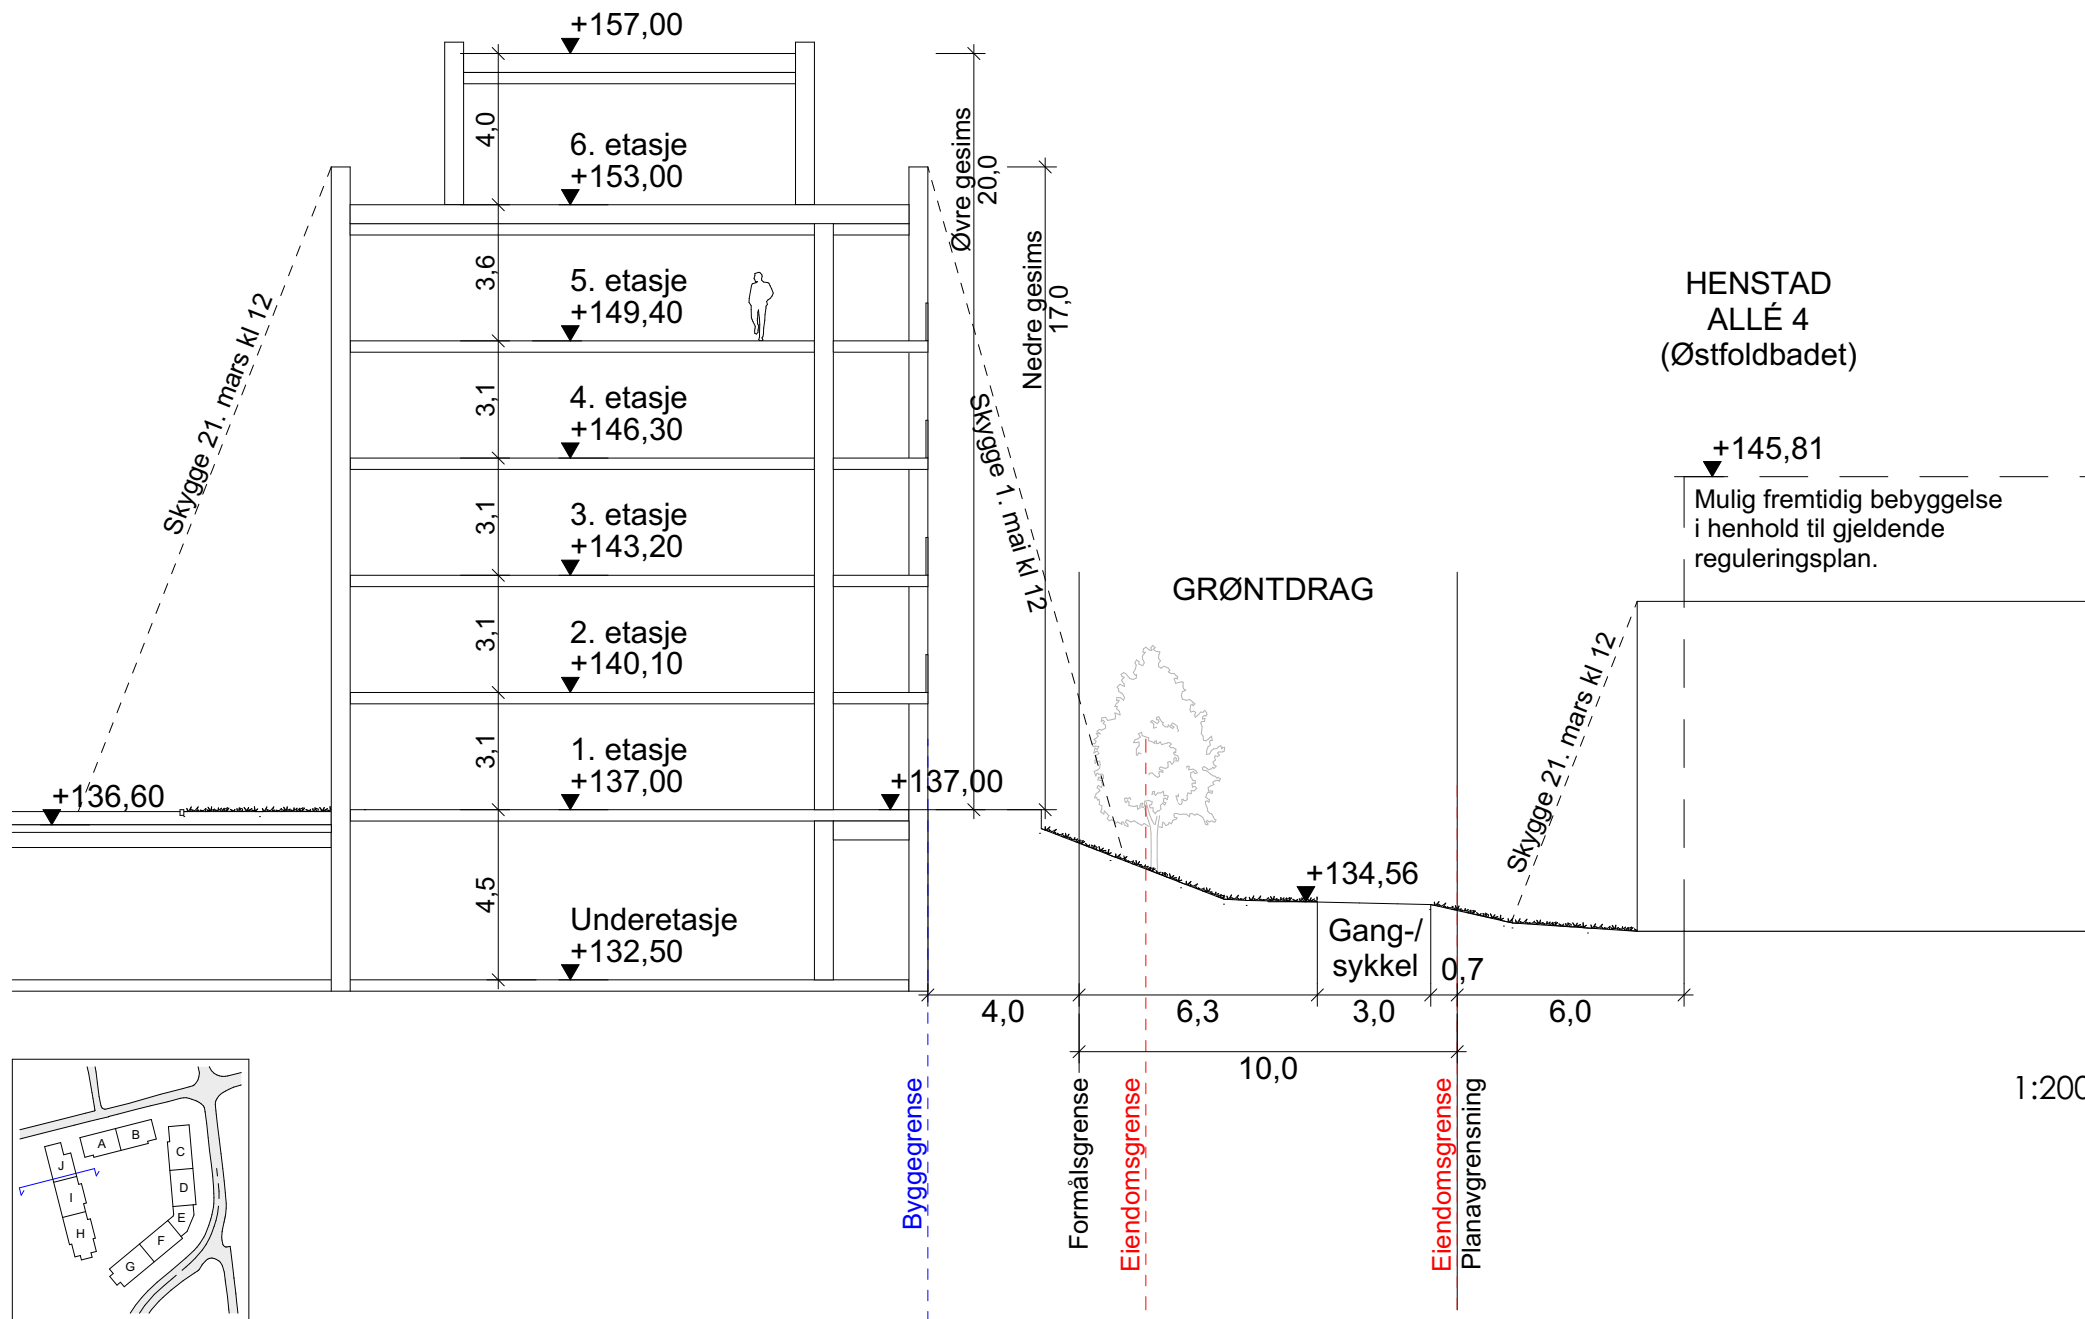 +157,00
4,0
6. etasje
+153,00
3,6
5. etasje
+149,40
3,1
4. etasje
+146,30
3,1
3. etasje
+143,20
3,1
2. etasje
+140,10
3,1
1. etasje
+137,00
4,5
Underetasje
+132,50
Skygge 21. mars kl 12
+136,60
+137,00
Øvre gesims
20,0
Nedre gesims
17,0
Skygge 1. mai kl 12
GRØNTDRAG
+134,56
Gang-/
sykkel
0,7
4,0
6,3
3,0
6,0
10,0
HENSTAD
ALLÉ 4
(Østfoldbadet)
+145,81
Mulig fremtidig bebyggelse
i henhold til gjeldende
reguleringsplan.
Skygge 21. mars kl 12
Byggegrense
Formålsgrense
Eiendomsgrense
Eiendomsgrense
Planavgrensning
1:200
A
B
C
D
E
F
G
H
I
J